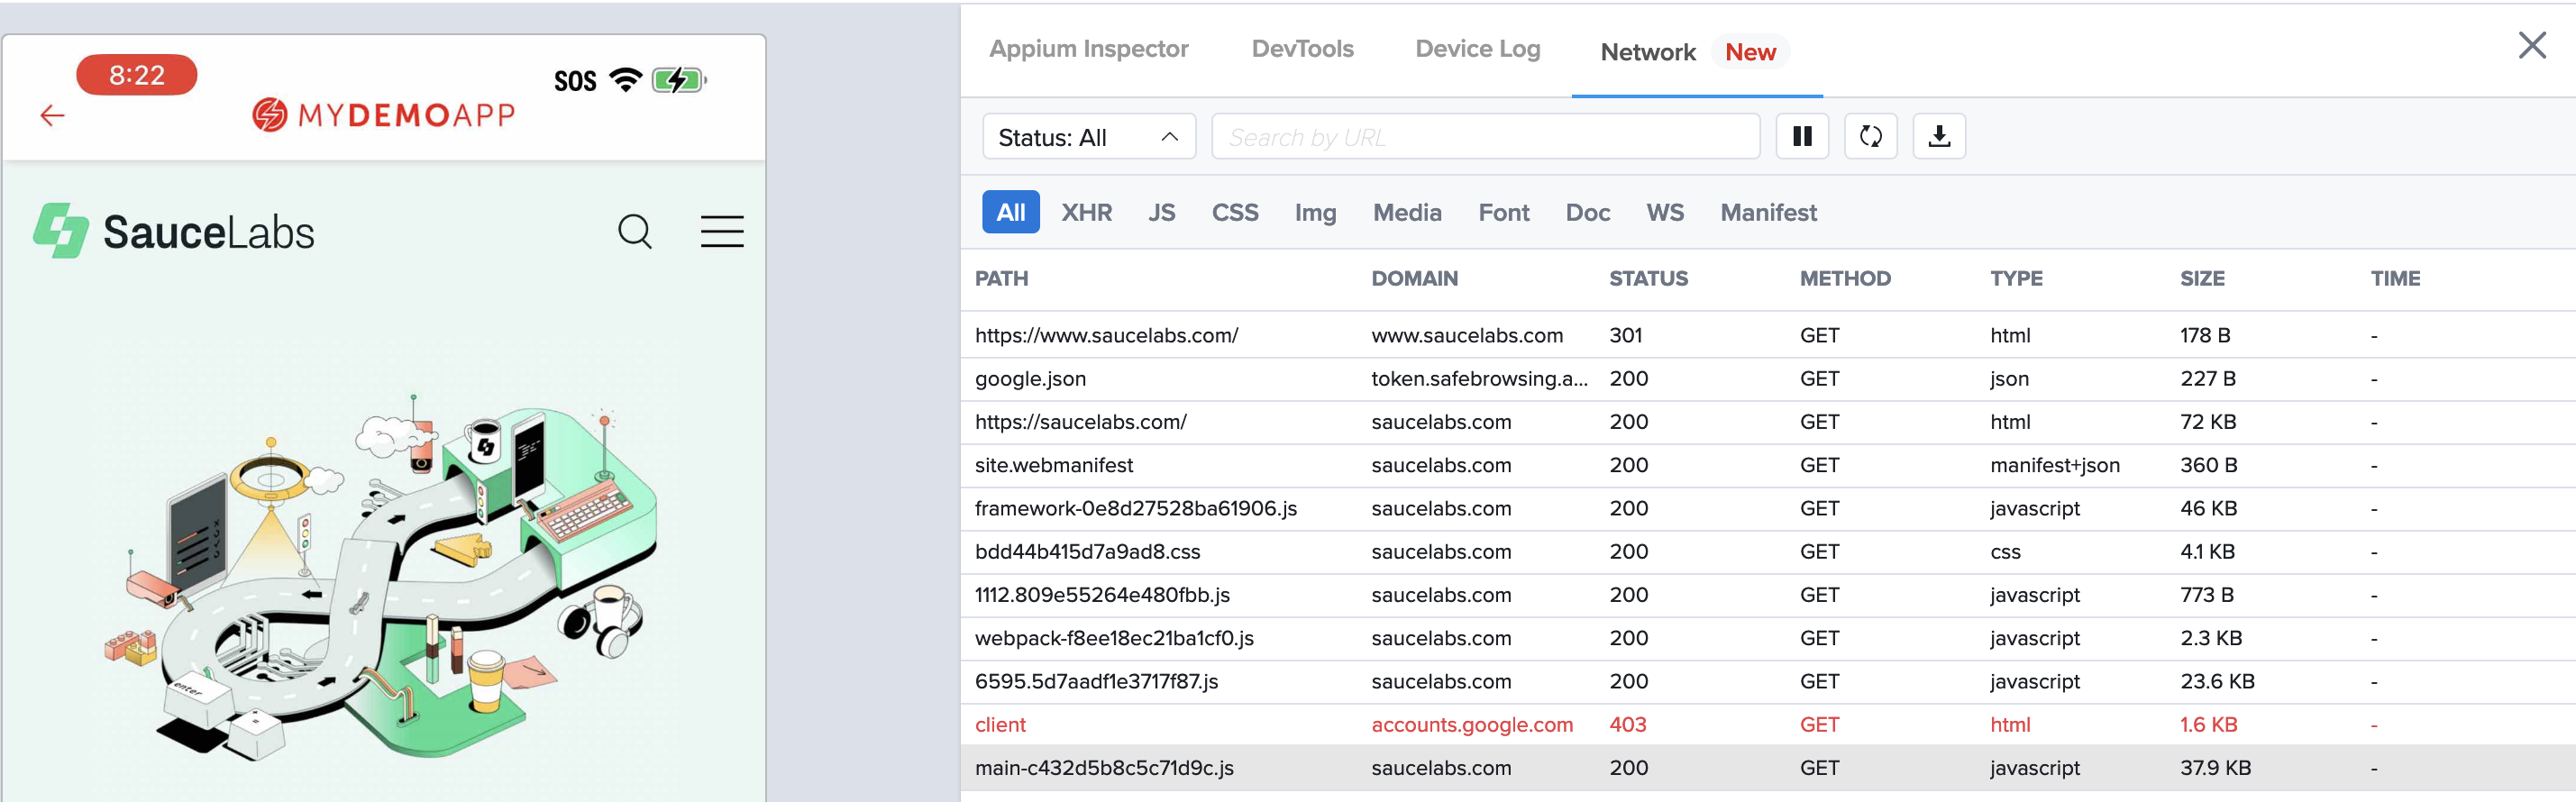 8:22
SOS
MYDEMOAPP
SauceLabs
enter
Appium Inspector DevTools Device Log Network New
Status: All Search by URL
All XHR JS CSS Img Media Font Doc WS Manifest
PATH DOMAIN STATUS METHOD TYPE SIZE TIME
https://www.saucelabs.com/ www.saucelabs.com 301 GET html 178 B -
google.json token.safebrowsing.a... 200 GET json 227 B -
https://saucelabs.com/ saucelabs.com 200 GET html 72 KB -
site.webmanifest saucelabs.com 200 GET manifest+json 360 B -
framework-0e8d27528ba61906.js saucelabs.com 200 GET javascript 46 KB -
bdd44b415d7a9ad8.css saucelabs.com 200 GET css 4.1 KB -
1112.809e55264e480fbb.js saucelabs.com 200 GET javascript 773 B -
webpack-f8ee18ec21ba1cf0.js saucelabs.com 200 GET javascript 2.3 KB -
6595.5d7aadf1e3717f87.js saucelabs.com 200 GET javascript 23.6 KB -
client accounts.google.com 403 GET html 1.6 KB -
main-c432d5b8c5c71d9c.js saucelabs.com 200 GET javascript 37.9 KB -